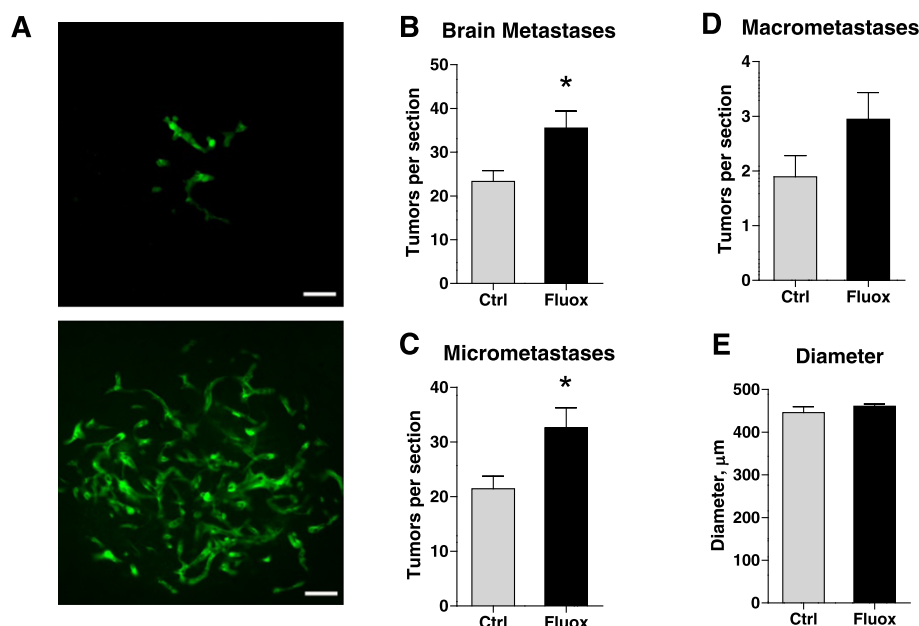 A
B Brain Metastases
50
40
30
20
10
0
Tumors per section
*
Ctrl Fluox
C Micrometastases
40
30
20
10
0
Tumors per section
*
Ctrl Fluox
D Macrometastases
4
3
2
1
0
Tumors per section
Ctrl Fluox
E Diameter
500
400
300
200
100
0
Diameter, μm
Ctrl Fluox